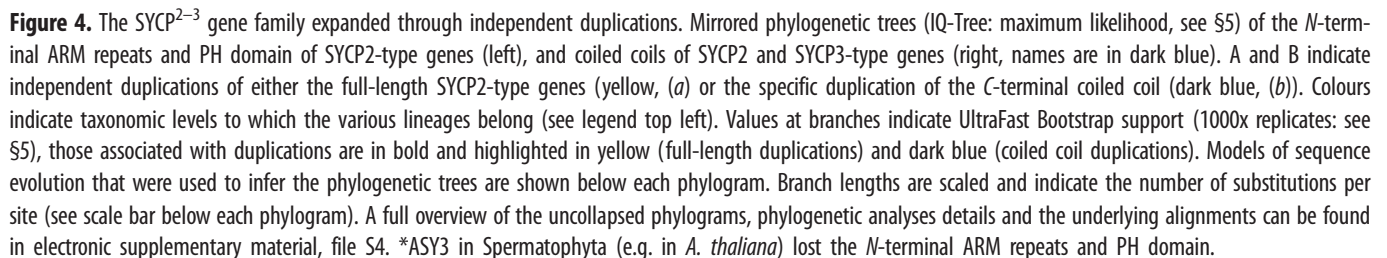 Figure 4. The SYCP2–3 gene family expanded through independent duplications. Mirrored phylogenetic trees (IQ-Tree: maximum likelihood, see §5) of the N-term-
inal ARM repeats and PH domain of SYCP2-type genes (left), and coiled coils of SYCP2 and SYCP3-type genes (right, names are in dark blue). A and B indicate
independent duplications of either the full-length SYCP2-type genes (yellow, (a) or the specific duplication of the C-terminal coiled coil (dark blue, (b)). Colours
indicate taxonomic levels to which the various lineages belong (see legend top left). Values at branches indicate UltraFast Bootstrap support (1000x replicates: see
§5), those associated with duplications are in bold and highlighted in yellow (full-length duplications) and dark blue (coiled coil duplications). Models of sequence
evolution that were used to infer the phylogenetic trees are shown below each phylogram. Branch lengths are scaled and indicate the number of substitutions per
site (see scale bar below each phylogram). A full overview of the uncollapsed phylograms, phylogenetic analyses details and the underlying alignments can be found
in electronic supplementary material, file S4. *ASY3 in Spermatophyta (e.g. in A. thaliana) lost the N-terminal ARM repeats and PH domain.